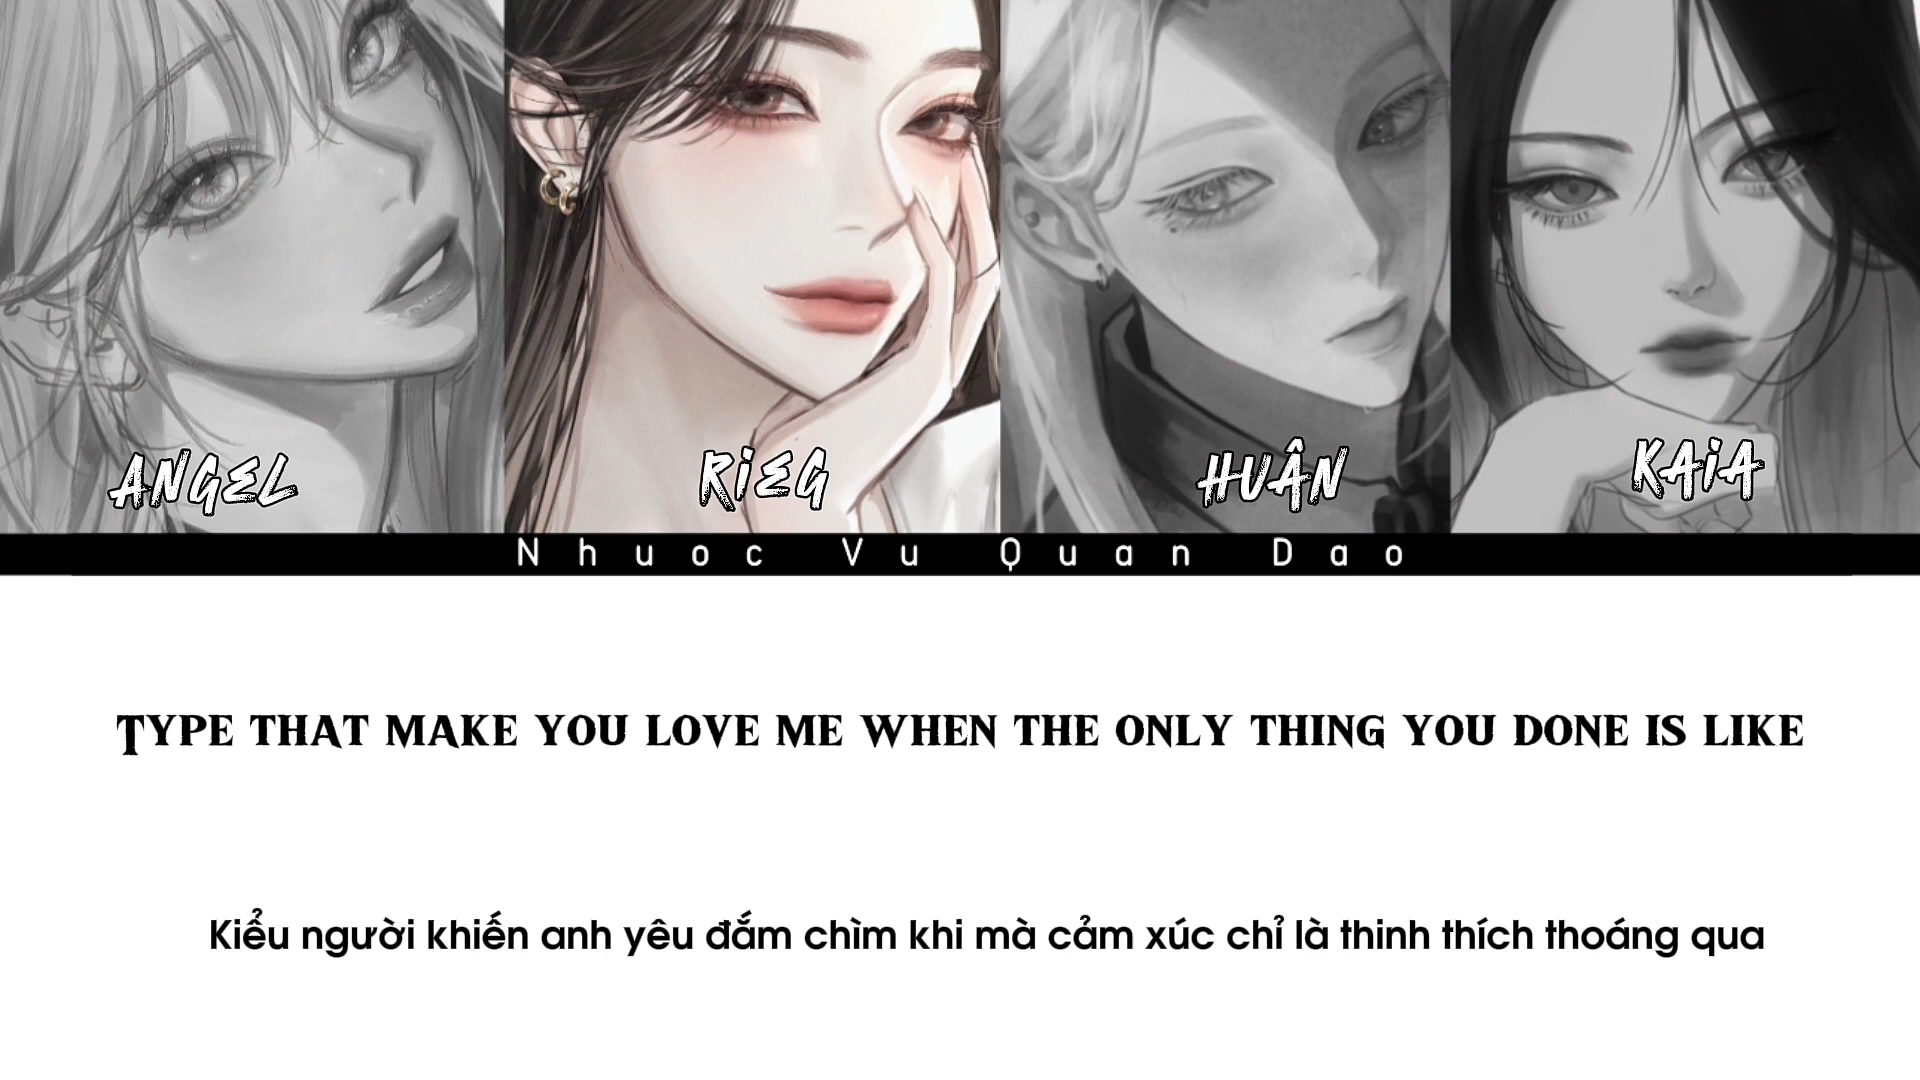 ANGEL RiEG HUÂN KAiA
Nhuoc Vu Quan Dao
TYPE THAT MAKE YOU LOVE ME WHEN THE ONLY THING YOU DONE IS LIKE
Kiểu người khiến anh yêu đắm chìm khi mà cảm xúc chỉ là thinh thích thoáng qua